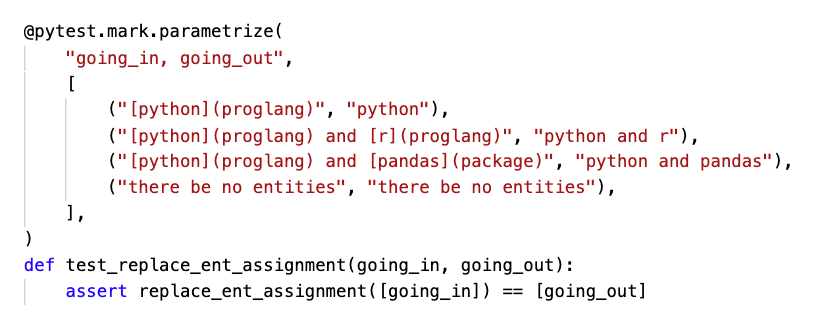 @pytest.mark.parametrize(
    "going_in, going_out",
    [
        ("[python](proglang)", "python"),
        ("[python](proglang) and [r](proglang)", "python and r"),
        ("[python](proglang) and [pandas](package)", "python and pandas"),
        ("there be no entities", "there be no entities"),
    ],
)
def test_replace_ent_assignment(going_in, going_out):
    assert replace_ent_assignment([going_in]) == [going_out]